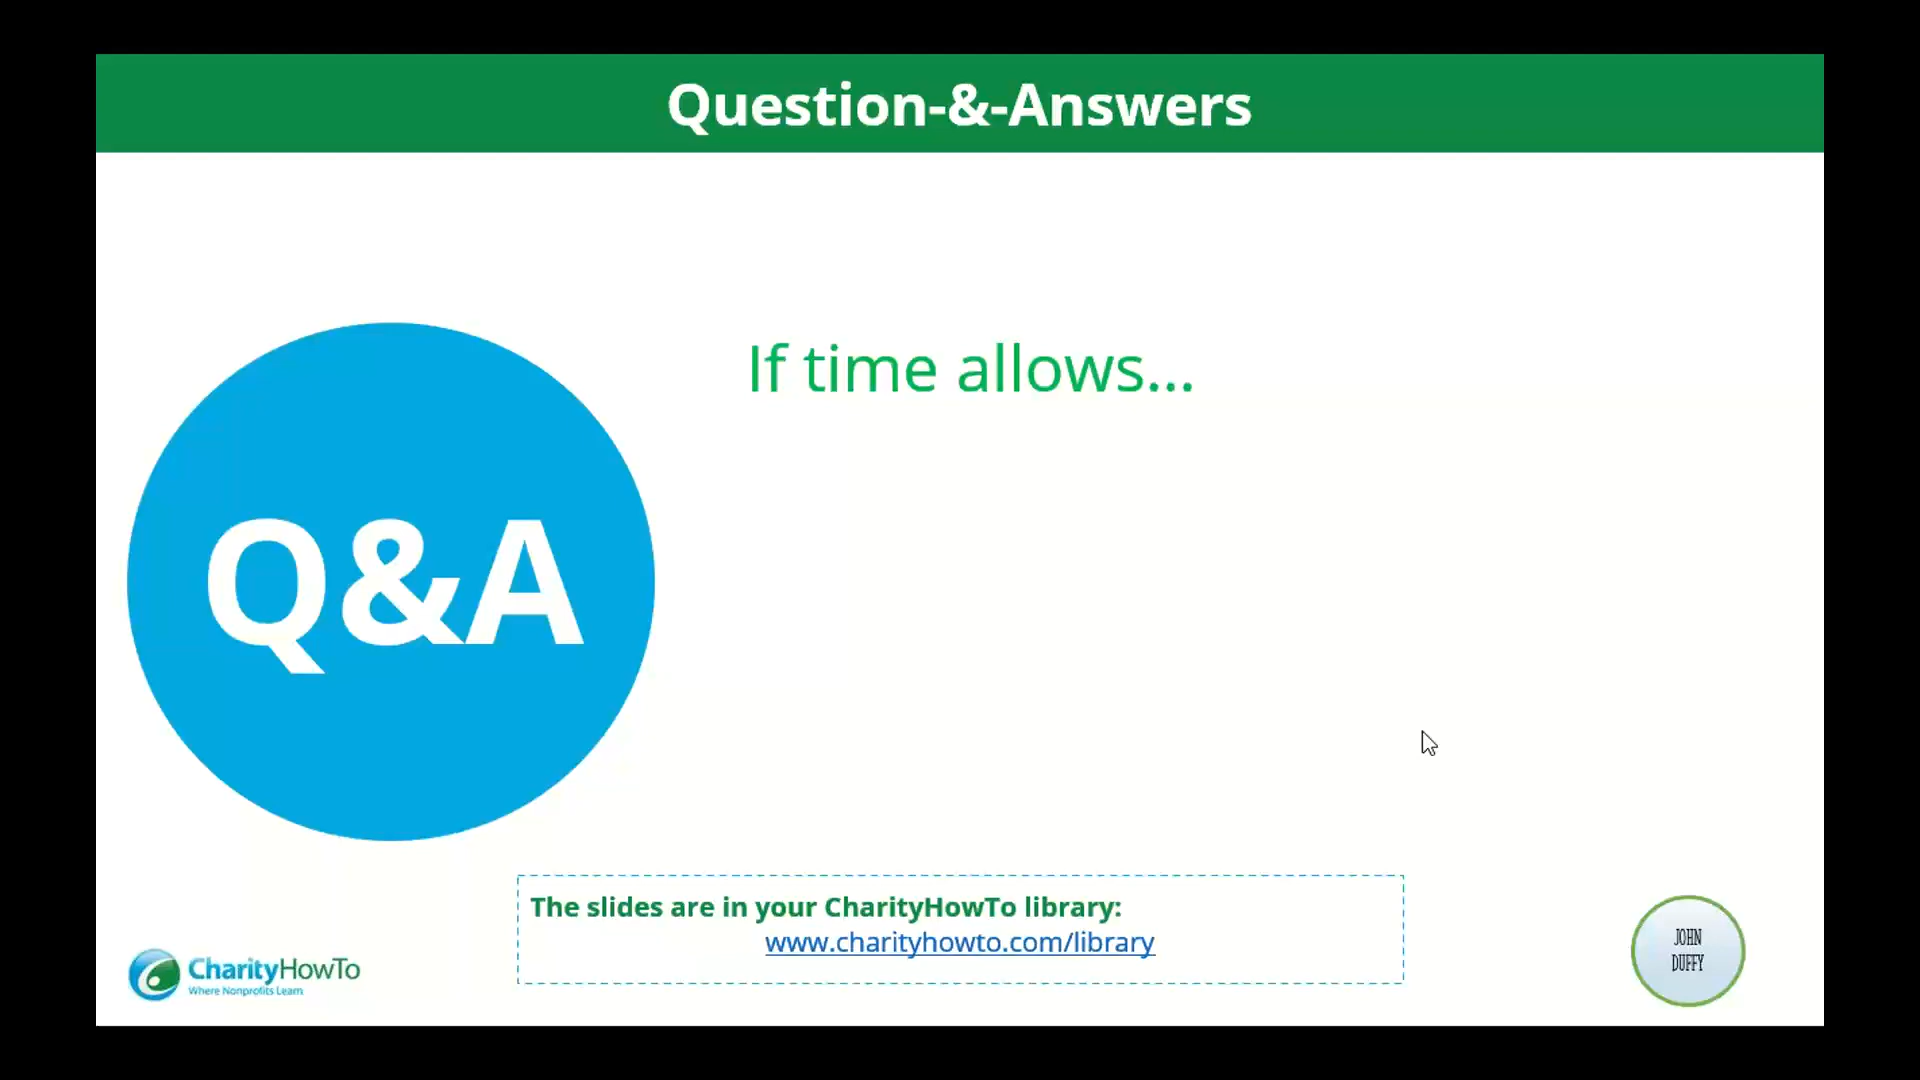 Question-&-Answers
If time allows...
Q&A
The slides are in your CharityHowTo library:
www.charityhowto.com/library
CharityHowTo
Where Nonprofits Learn
JOHN
DUFFY